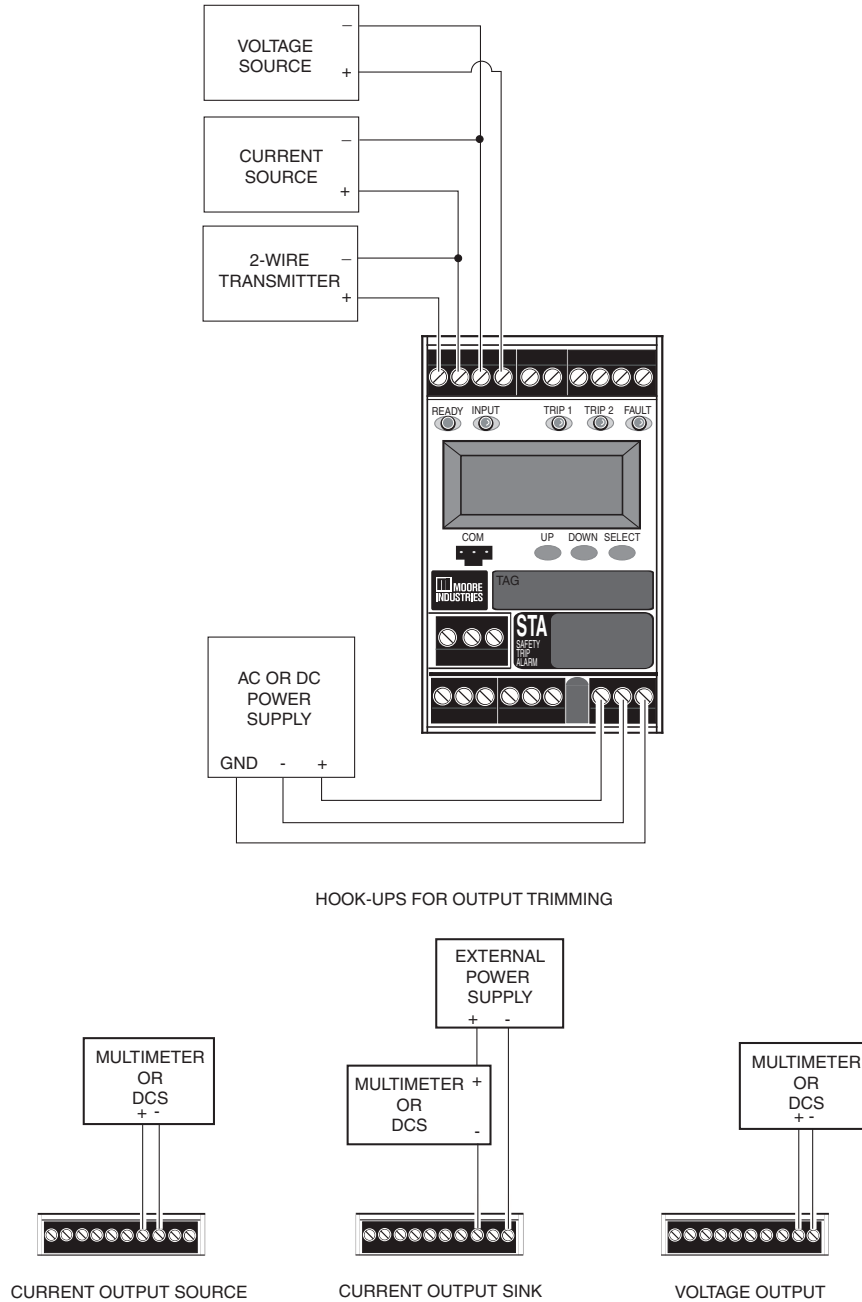 VOLTAGE
SOURCE
–
+
CURRENT
SOURCE
–
+
2-WIRE
TRANSMITTER
–
+
READY INPUT TRIP 1 TRIP 2 FAULT
COM UP DOWN SELECT
MOORE
INDUSTRIES
TAG
STA
SAFETY
TRIP
ALARM
AC OR DC
POWER
SUPPLY
GND - +
HOOK-UPS FOR OUTPUT TRIMMING
MULTIMETER
OR
DCS
+ -
CURRENT OUTPUT SOURCE
EXTERNAL
POWER
SUPPLY
+ -
MULTIMETER +
OR
DCS -
CURRENT OUTPUT SINK
MULTIMETER
OR
DCS
+ -
VOLTAGE OUTPUT